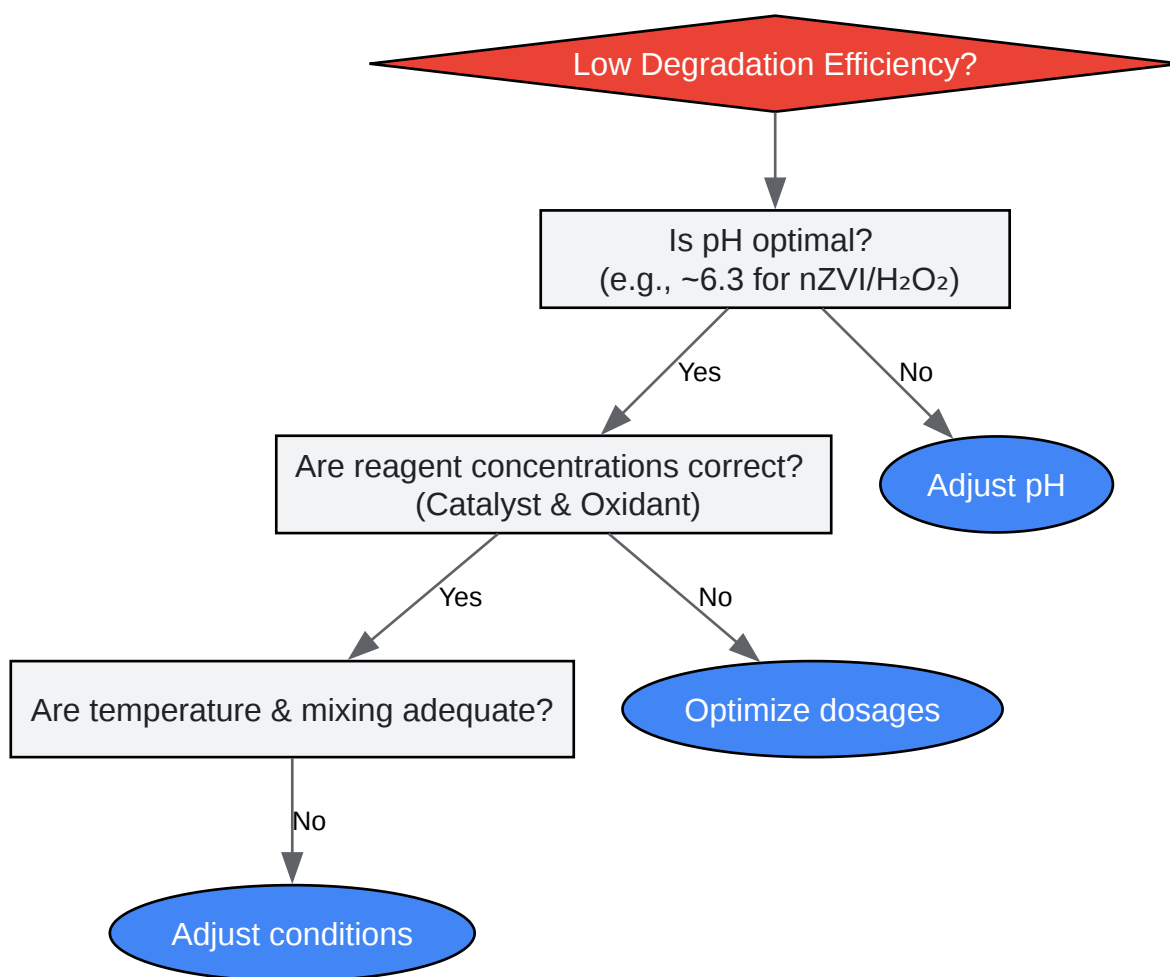 Low Degradation Efficiency?
Is pH optimal?
(e.g., ~6.3 for nZVI/H₂O₂)
Yes
No
Are reagent concentrations correct?
(Catalyst & Oxidant)
Adjust pH
Yes
No
Are temperature & mixing adequate?
Optimize dosages
No
Adjust conditions